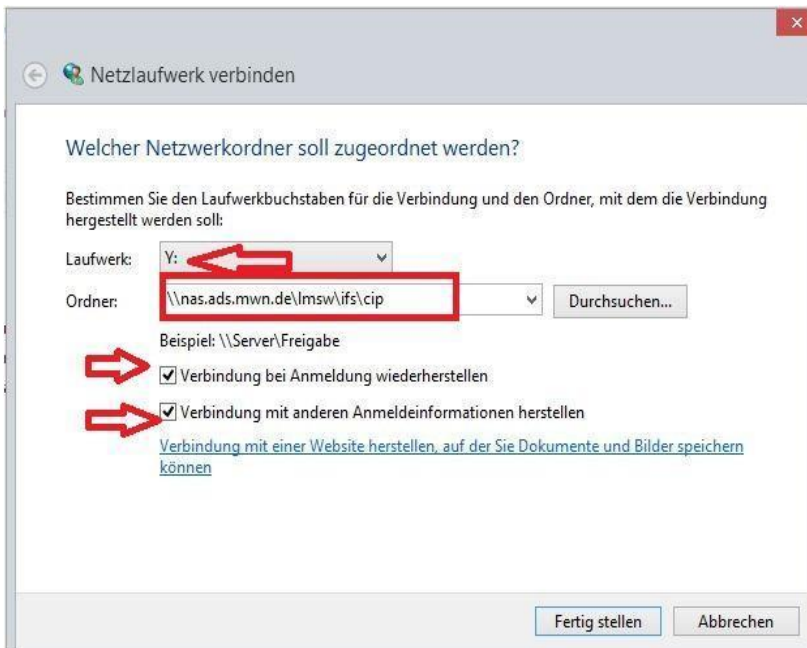 Netzlaufwerk verbinden
Welcher Netzwerkordner soll zugeordnet werden?
Bestimmen Sie den Laufwerkbuchstaben für die Verbindung und den Ordner, mit dem die Verbindung
hergestellt werden soll:
Laufwerk: Y:
Ordner: \\nas.ads.mwn.de\lmsw\ifs\cip Durchsuchen...
Beispiel: \\Server\Freigabe
Verbindung bei Anmeldung wiederherstellen
Verbindung mit anderen Anmeldeinformationen herstellen
Verbindung mit einer Website herstellen, auf der Sie Dokumente und Bilder speichern
können
Fertig stellen Abbrechen